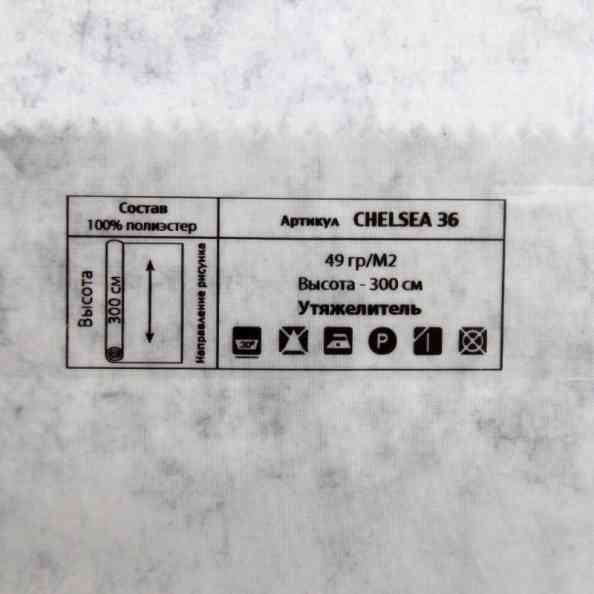 Состав
100% полиэстер
Артикул CHELSEA 36
Высота
300 см
Направление рисунка
49 гр/М2
Высота - 300 см
Утяжелитель
30°
P